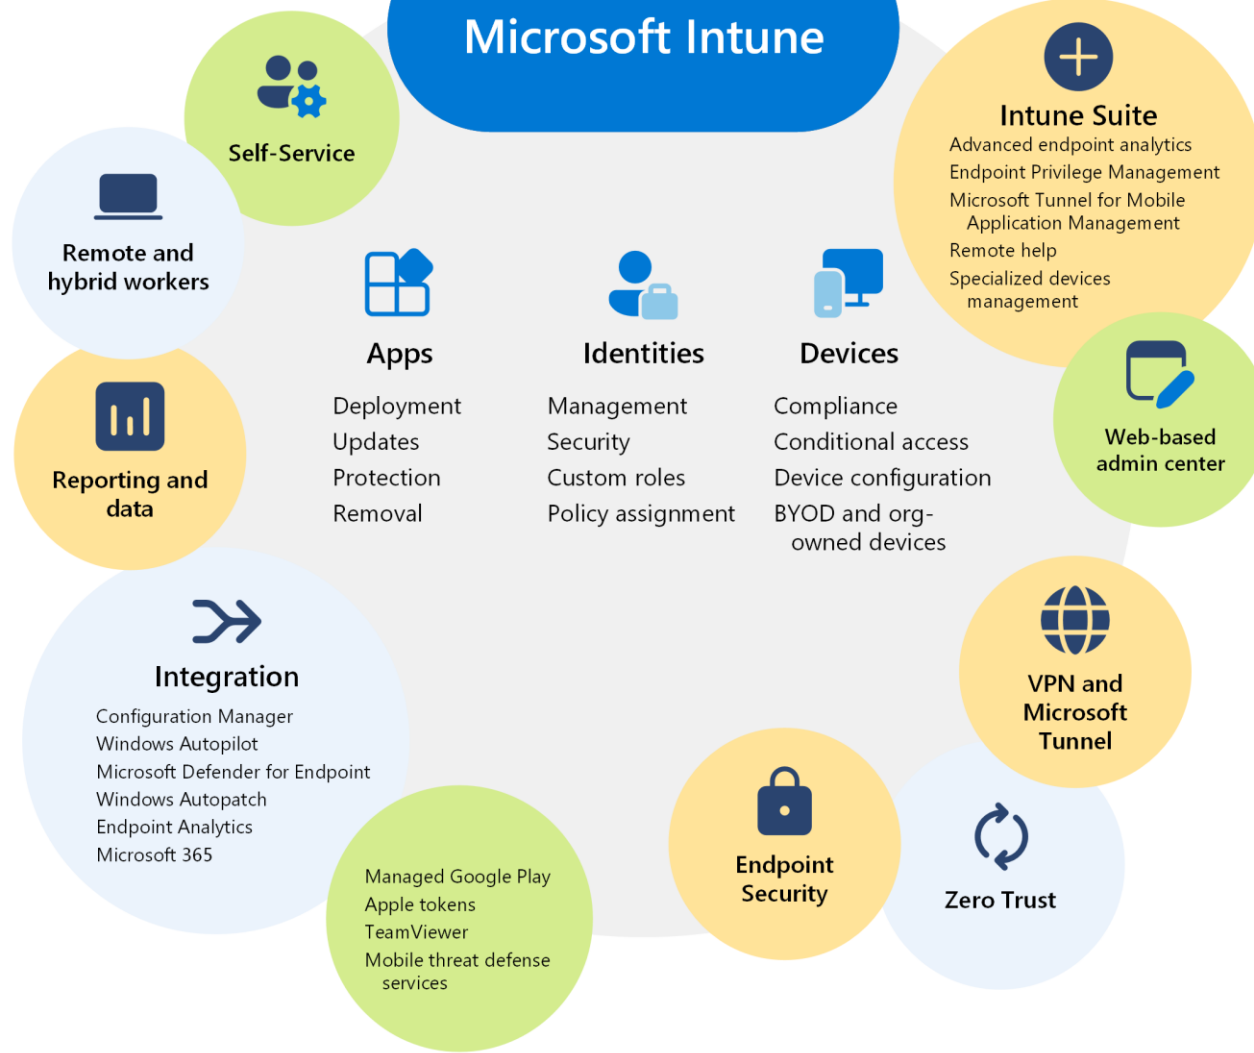 Microsoft Intune
Self-Service
Remote and
hybrid workers
Reporting and
data
Integration
Configuration Manager
Windows Autopilot
Microsoft Defender for Endpoint
Windows Autopatch
Endpoint Analytics
Microsoft 365
Managed Google Play
Apple tokens
TeamViewer
Mobile threat defense
services
Apps
Deployment
Updates
Protection
Removal
Identities
Management
Security
Custom roles
Policy assignment
Devices
Compliance
Conditional access
Device configuration
BYOD and org-
owned devices
Intune Suite
Advanced endpoint analytics
Endpoint Privilege Management
Microsoft Tunnel for Mobile
Application Management
Remote help
Specialized devices
management
Web-based
admin center
VPN and
Microsoft
Tunnel
Zero Trust
Endpoint
Security